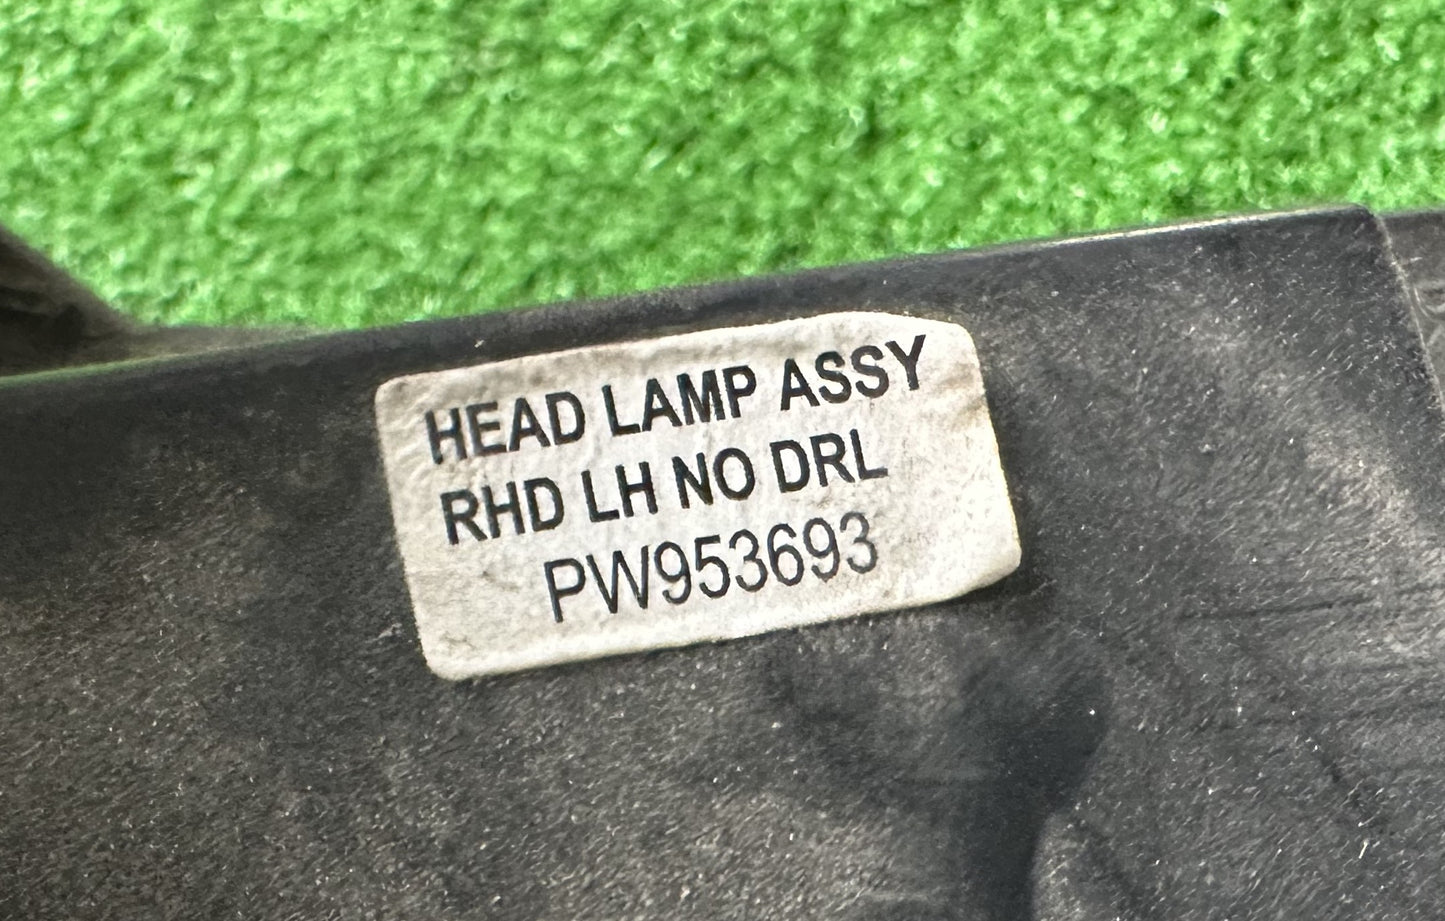 HEAD LAMP ASSY
RHD LH NO DRL
PW953693